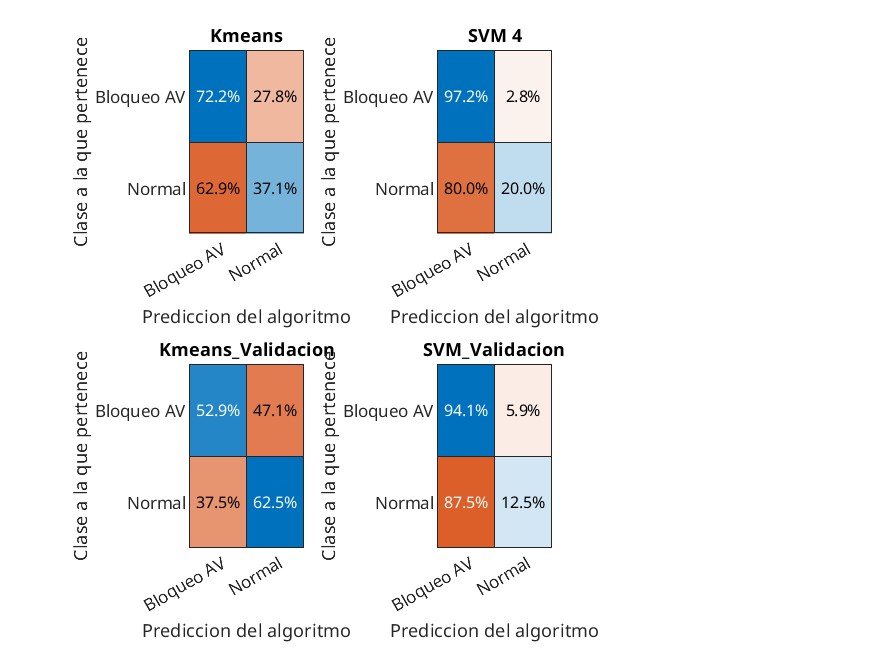 Kmeans
Clase a la que pertenece
Bloqueo AV 72.2% 27.8%
Normal 62.9% 37.1%
Bloqueo AV Normal
Prediccion del algoritmo
SVM 4
Clase a la que pertenece
Bloqueo AV 97.2% 2.8%
Normal 80.0% 20.0%
Bloqueo AV Normal
Prediccion del algoritmo
Kmeans_Validacion
Clase a la que pertenece
Bloqueo AV 52.9% 47.1%
Normal 37.5% 62.5%
Bloqueo AV Normal
Prediccion del algoritmo
SVM_Validacion
Clase a la que pertenece
Bloqueo AV 94.1% 5.9%
Normal 87.5% 12.5%
Bloqueo AV Normal
Prediccion del algoritmo